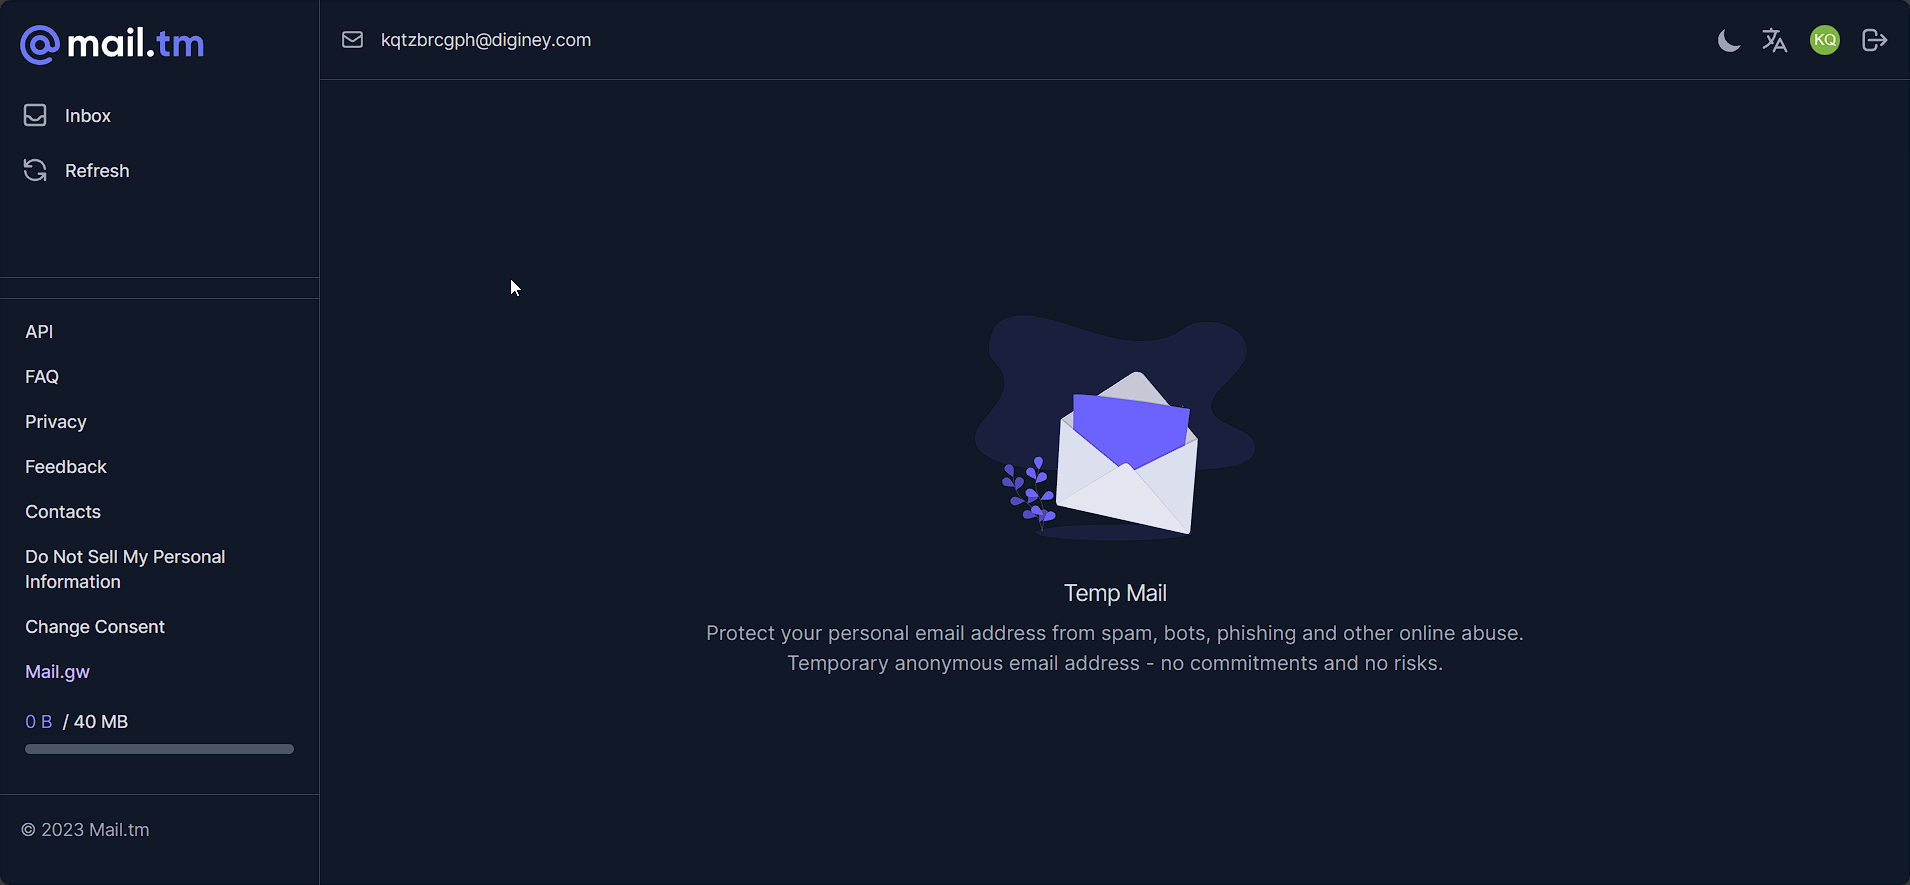 @mail.tm
Inbox
Refresh
API
FAQ
Privacy
Feedback
Contacts
Do Not Sell My Personal
Information
Change Consent
Mail.gw
0 B / 40 MB
© 2023 Mail.tm
kqtzbrcgph@diginey.com
KQ
Temp Mail
Protect your personal email address from spam, bots, phishing and other online abuse.
Temporary anonymous email address - no commitments and no risks.